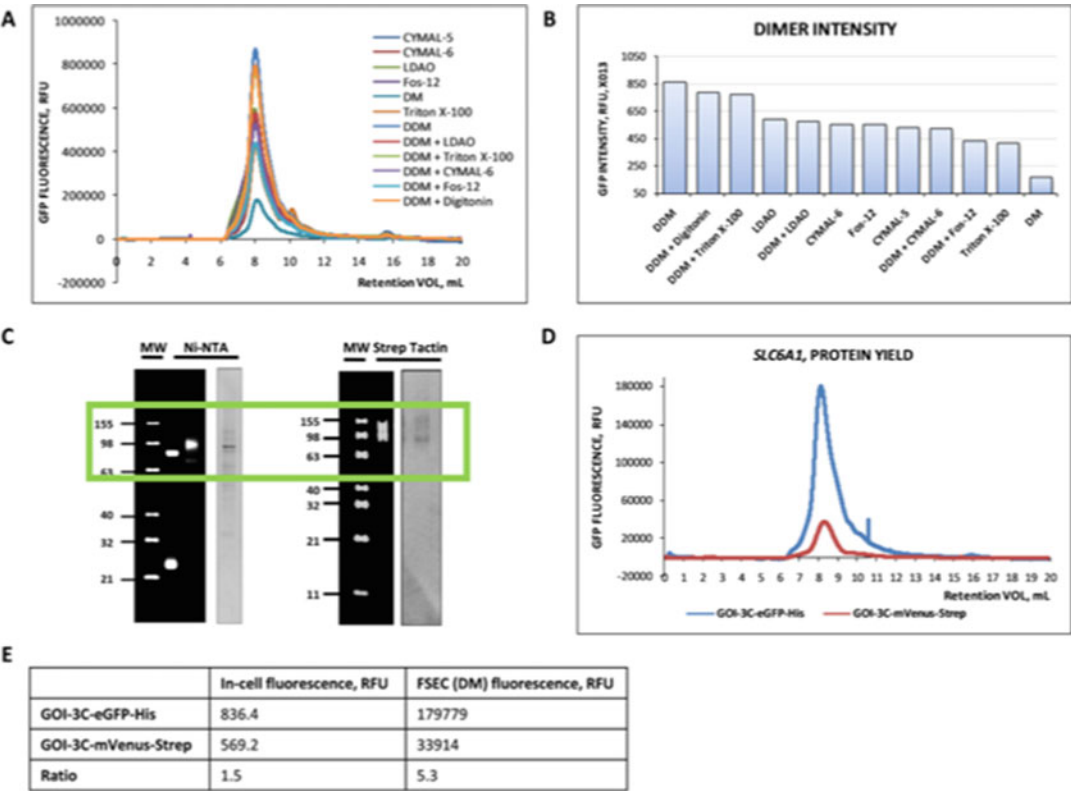 A
1000000
800000
600000
400000
200000
0
-200000
GFP FLUORESCENCE, RFU
0 2 4 6 8 10 12 14 16 18 20
Retention VOL, mL
CYMAL-5
CYMAL-6
LDAO
Fos-12
DM
Triton X-100
DDM
DDM + LDAO
DDM + Triton X-100
DDM + CYMAL-6
DDM + Fos-12
DDM + Digitonin
B
DIMER INTENSITY
GFP INTENSITY, RFU, X013
1050
850
650
450
250
50
DDM
DDM + Digitonin
DDM + Triton X-100
LDAO
DDM + LDAO
CYMAL-6
Fos-12
CYMAL-5
DDM + CYMAL-6
DDM + Fos-12
Triton X-100
DM
C
MW Ni-NTA
155
98
63
40
32
21
MW Strep Tactin
155
98
63
40
32
21
11
D
SLC6A1, PROTEIN YIELD
GFP FLUORESCENCE, RFU
180000
140000
100000
60000
20000
-20000
0 1 2 3 4 5 6 7 8 9 10 11 12 13 14 15 16 17 18 19 20
Retention VOL, mL
GOI-3C-eGFP-His GOI-3C-mVenus-Strep
E
In-cell fluorescence, RFU FSEC (DM) fluorescence, RFU
GOI-3C-eGFP-His 836.4 179779
GOI-3C-mVenus-Strep 569.2 33914
Ratio 1.5 5.3